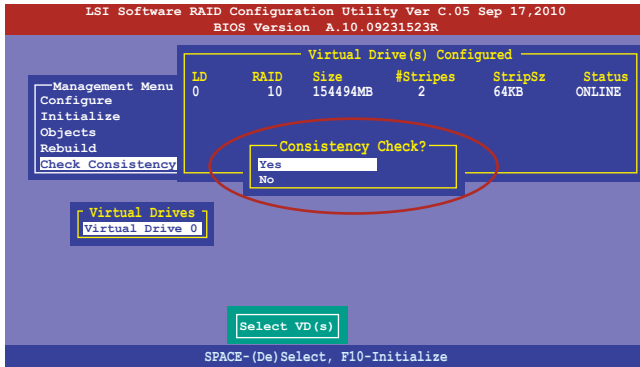 LSI Software RAID Configuration Utility Ver C.05 Sep 17,2010
BIOS Version A.10.09231523R
Virtual Drive(s) Configured
LD RAID Size #Stripes StripSz Status
0 10 154494MB 2 64KB ONLINE
Management Menu
Configure
Initialize
Objects
Rebuild
Check Consistency
Consistency Check?
Yes
No
Virtual Drives
Virtual Drive 0
Select VD(s)
SPACE-(De)Select, F10-Initialize